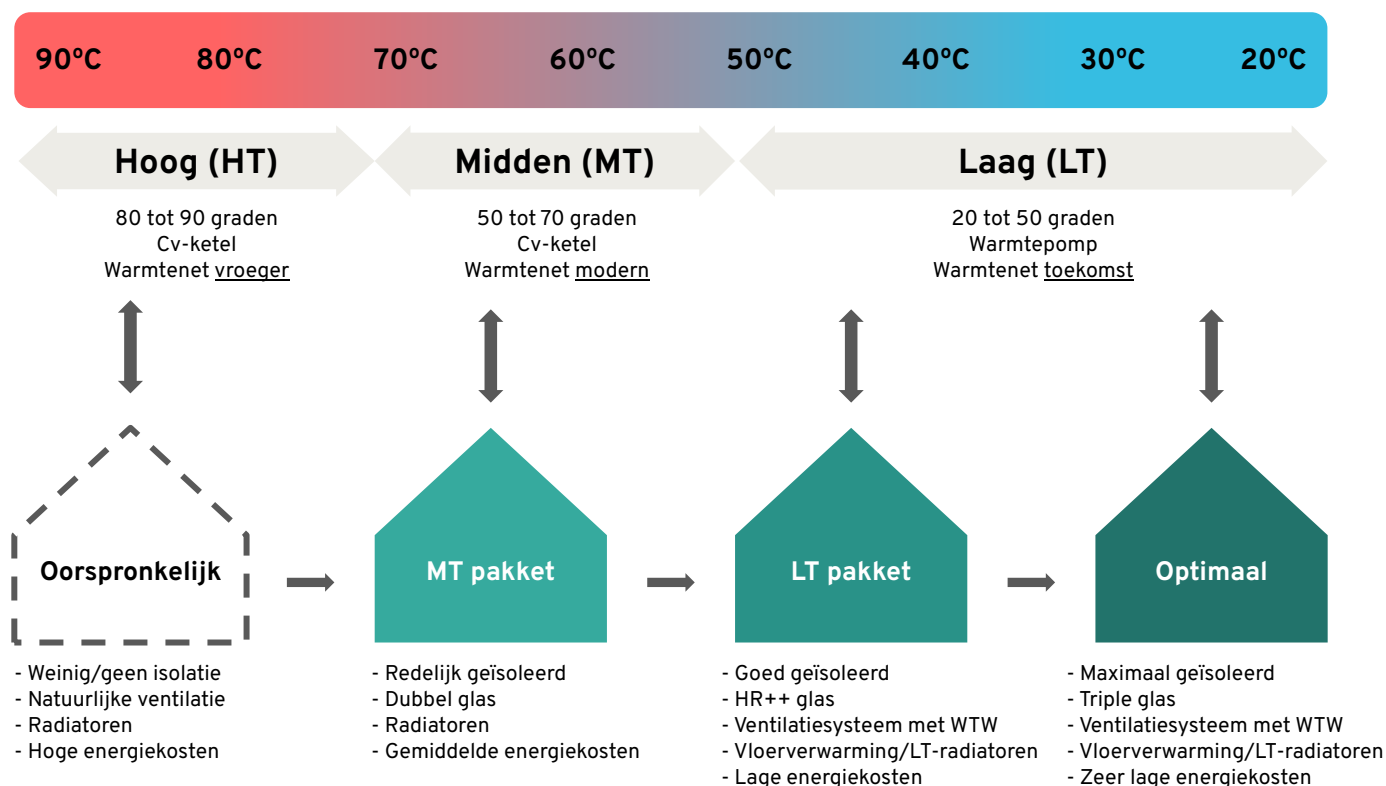 90°C 80°C 70°C 60°C 50°C 40°C 30°C 20°C
Hoog (HT)
80 tot 90 graden
Cv-ketel
Warmtenet vroeger
Midden (MT)
50 tot 70 graden
Cv-ketel
Warmtenet modern
Laag (LT)
20 tot 50 graden
Warmtepomp
Warmtenet toekomst
Oorspronkelijk
- Weinig/geen isolatie
- Natuurlijke ventilatie
- Radiatoren
- Hoge energiekosten
MT pakket
- Redelijk geïsoleerd
- Dubbel glas
- Radiatoren
- Gemiddelde energiekosten
LT pakket
- Goed geïsoleerd
- HR++ glas
- Ventilatiesysteem met WTW
- Vloerverwarming/LT-radiatoren
- Lage energiekosten
Optimaal
- Maximaal geïsoleerd
- Triple glas
- Ventilatiesysteem met WTW
- Vloerverwarming/LT-radiatoren
- Zeer lage energiekosten